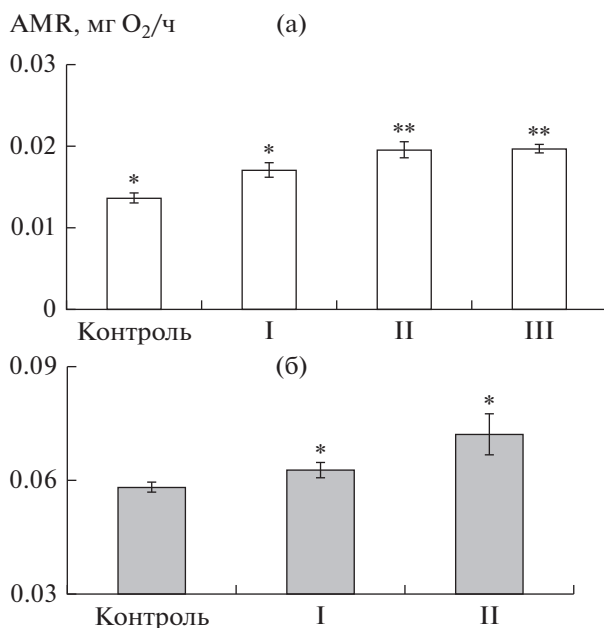 AMR, мг O₂/ч (а)
0.03
0.02
0.01
0
* * ** **
Контроль I II III
(б)
0.09
0.06
0.03
* *
Контроль I II